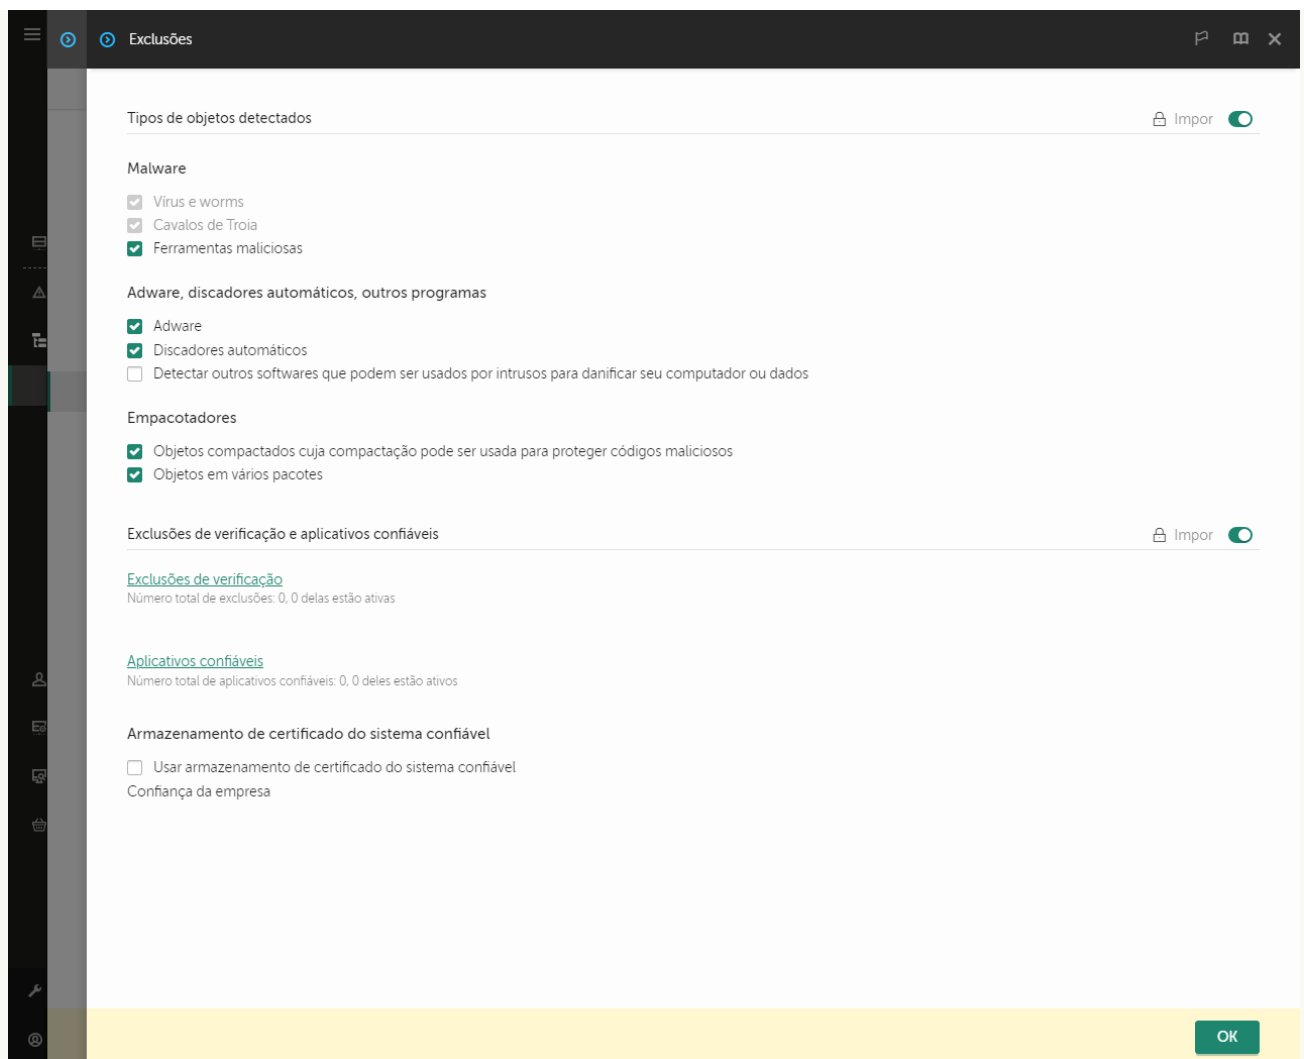 Exclusões
Tipos de objetos detectados
Impor
Malware
Vírus e worms
Cavalos de Troia
Ferramentas maliciosas
Adware, discadores automáticos, outros programas
Adware
Discadores automáticos
Detectar outros softwares que podem ser usados por intrusos para danificar seu computador ou dados
Empacotadores
Objetos compactados cuja compactação pode ser usada para proteger códigos maliciosos
Objetos em vários pacotes
Exclusões de verificação e aplicativos confiáveis
Impor
Exclusões de verificação
Número total de exclusões: 0, 0 delas estão ativas
Aplicativos confiáveis
Número total de aplicativos confiáveis: 0, 0 deles estão ativos
Armazenamento de certificado do sistema confiável
Usar armazenamento de certificado do sistema confiável
Confiança da empresa
OK